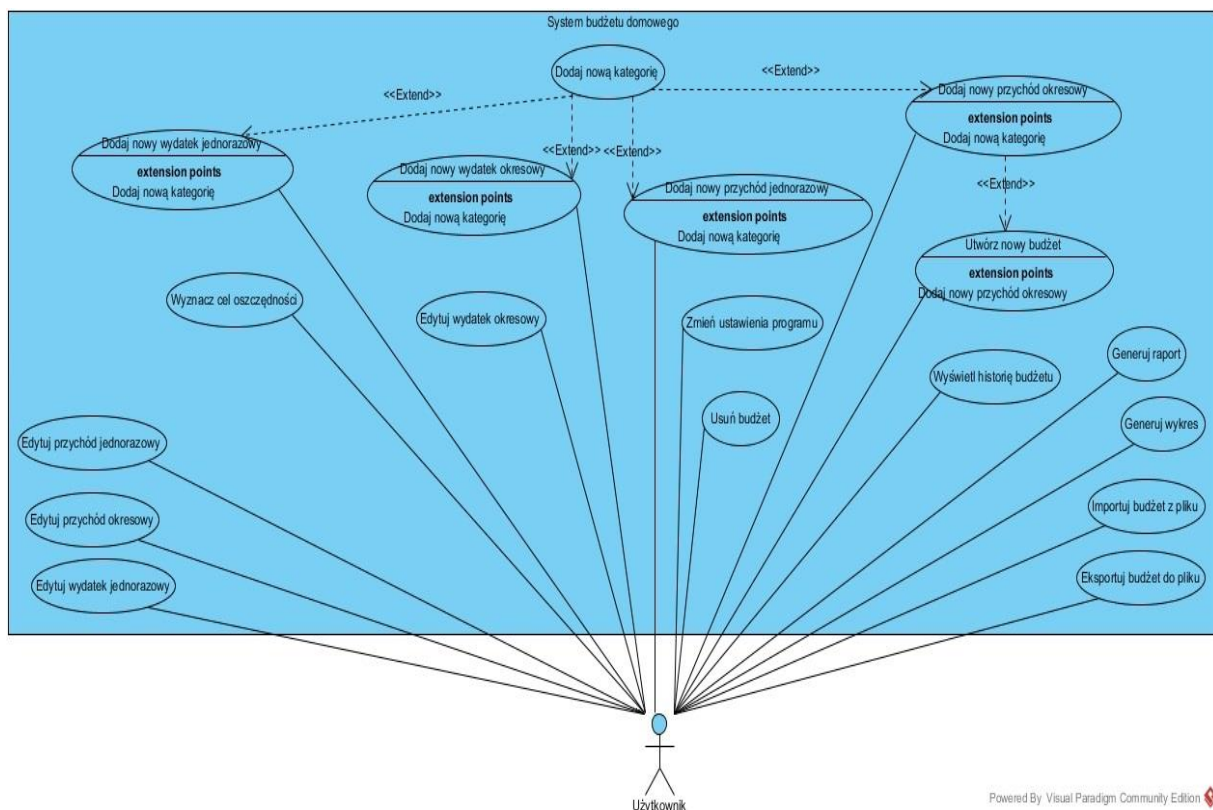 System budżetu domowego
Dodaj nową kategorię
<<Extend>>
<<Extend>>
<<Extend>>
<<Extend>>
Dodaj nowy przychód okresowy
extension points
Dodaj nową kategorię
Dodaj nowy wydatek jednorazowy
extension points
Dodaj nową kategorię
Dodaj nowy wydatek okresowy
extension points
Dodaj nową kategorię
Dodaj nowy przychód jednorazowy
extension points
Dodaj nową kategorię
<<Extend>>
Utwórz nowy budżet
extension points
Dodaj nowy przychód okresowy
Wyznacz cel oszczędności
Edytuj wydatek okresowy
Zmień ustawienia programu
Generuj raport
Wyświetl historię budżetu
Usuń budżet
Generuj wykres
Edytuj przychód jednorazowy
Importuj budżet z pliku
Edytuj przychód okresowy
Edytuj wydatek jednorazowy
Eksportuj budżet do pliku
Użytkownik
Powered By Visual Paradigm Community Edition